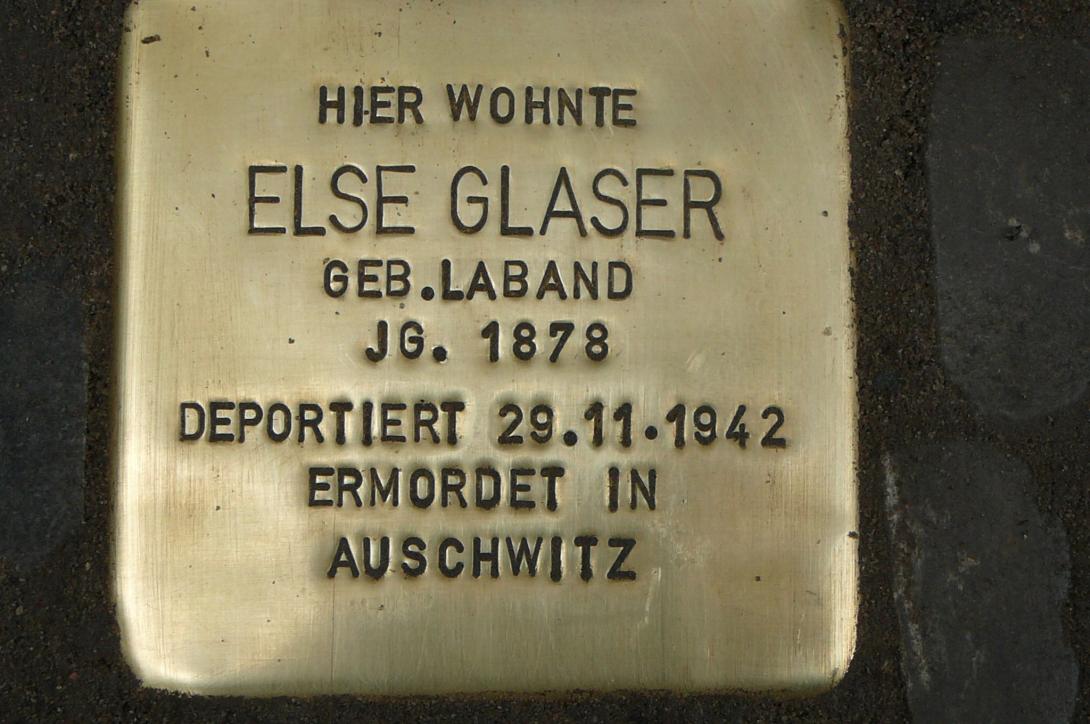 HIER WOHNTE
ELSE GLASER
GEB. LABAND
JG. 1878
DEPORTIERT 29.11.1942
ERMORDET IN
AUSCHWITZ